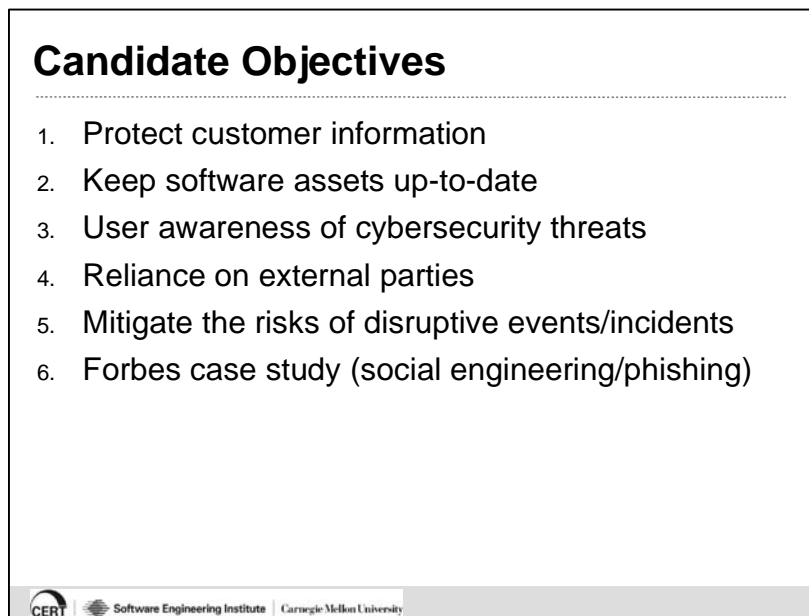 Candidate Objectives
1. Protect customer information
2. Keep software assets up-to-date
3. User awareness of cybersecurity threats
4. Reliance on external parties
5. Mitigate the risks of disruptive events/incidents
6. Forbes case study (social engineering/phishing)
CERT | Software Engineering Institute | Carnegie Mellon University